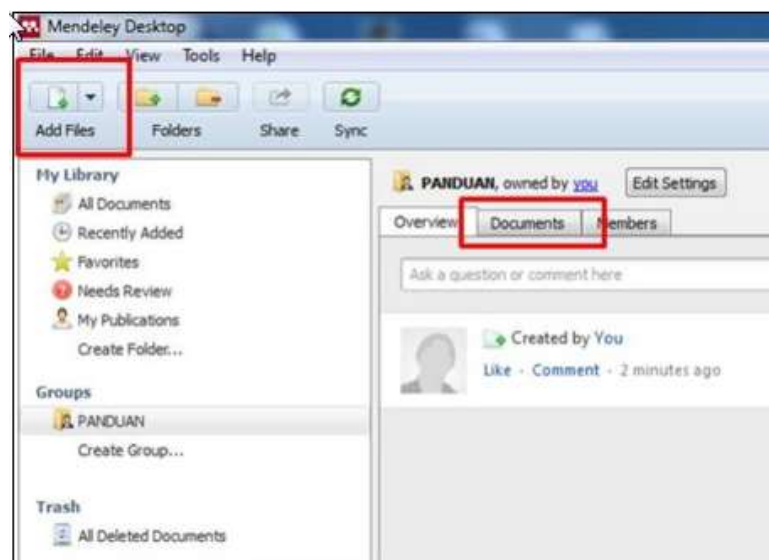 Mendeley Desktop
File Edit View Tools Help
Add Files Folders Share Sync
My Library
All Documents
Recently Added
Favorites
Needs Review
My Publications
Create Folder...
Groups
PANDUAN
Create Group...
Trash
All Deleted Documents
PANDUAN, owned by you Edit Settings
Overview Documents Members
Ask a question or comment here
Created by You
Like - Comment - 2 minutes ago